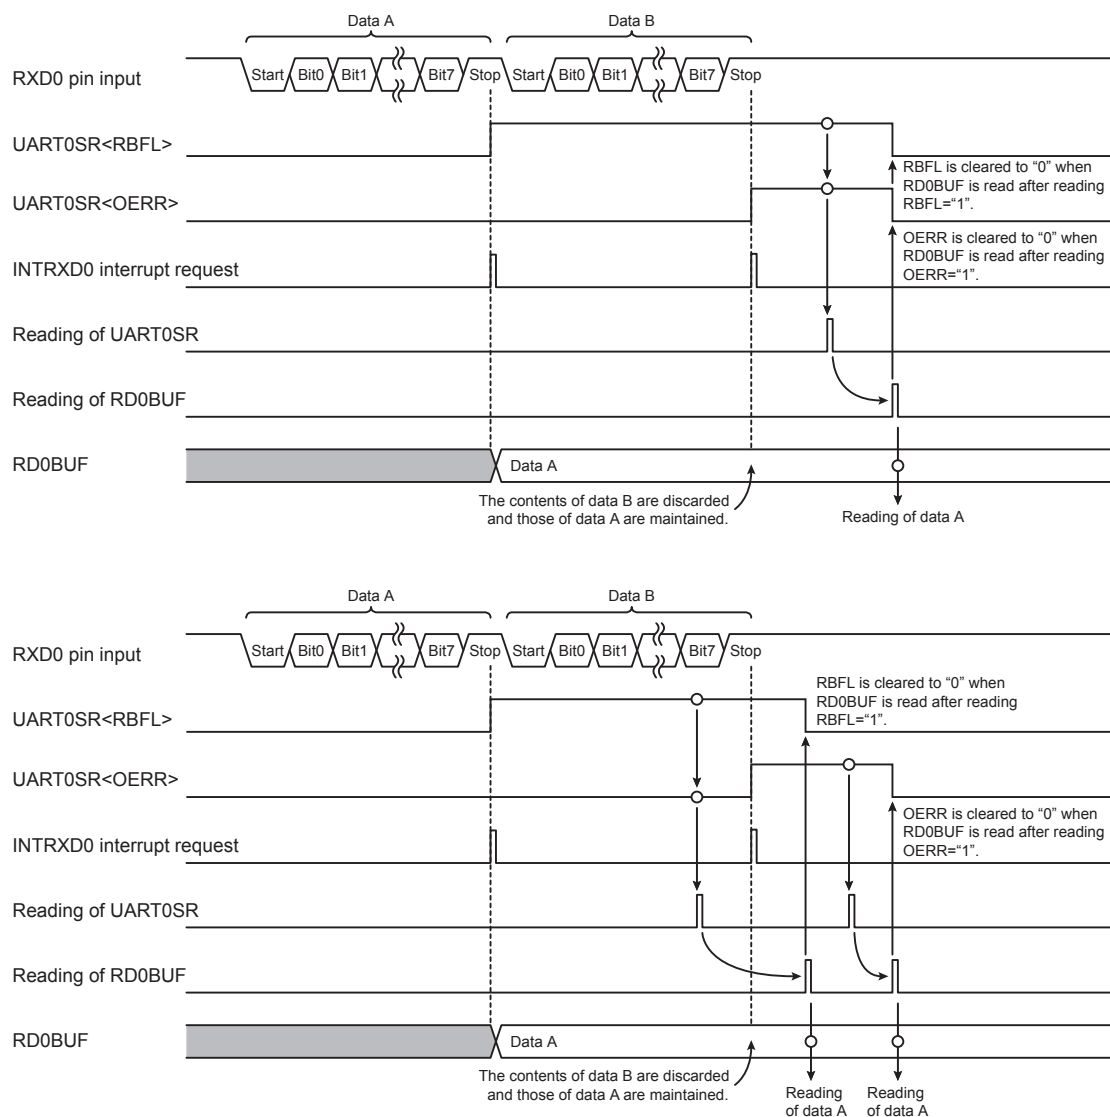 Data A
Data B
RXD0 pin input
Start Bit0 Bit1 Bit7 Stop Start Bit0 Bit1 Bit7 Stop
UART0SR<RBFL>
RBFL is cleared to “0” when
RD0BUF is read after reading
RBFL=“1”.
UART0SR<OERR>
OERR is cleared to “0” when
RD0BUF is read after reading
OERR=“1”.
INTRXD0 interrupt request
Reading of UART0SR
Reading of RD0BUF
RD0BUF
Data A
The contents of data B are discarded
and those of data A are maintained.
Reading of data A
Data A
Data B
RXD0 pin input
Start Bit0 Bit1 Bit7 Stop Start Bit0 Bit1 Bit7 Stop
RBFL is cleared to “0” when
RD0BUF is read after reading
RBFL=“1”.
UART0SR<RBFL>
UART0SR<OERR>
OERR is cleared to “0” when
RD0BUF is read after reading
OERR=“1”.
INTRXD0 interrupt request
Reading of UART0SR
Reading of RD0BUF
RD0BUF
Data A
The contents of data B are discarded
and those of data A are maintained.
Reading
of data A
Reading
of data A